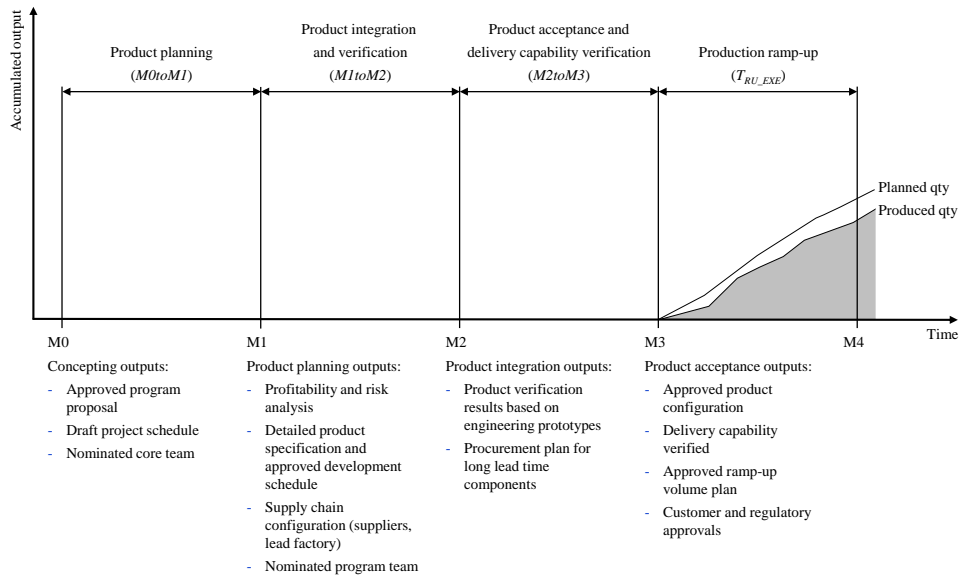 Accumulated output
Product planning
(M0toM1)
Product integration
and verification
(M1toM2)
Product acceptance and
delivery capability verification
(M2toM3)
Production ramp-up
(T_RU_EXE)
Planned qty
Produced qty
Time
M0
M1
M2
M3
M4
Concepting outputs:
- Approved program
proposal
- Draft project schedule
- Nominated core team
Product planning outputs:
- Profitability and risk
analysis
- Detailed product
specification and
approved development
schedule
- Supply chain
configuration (suppliers,
lead factory)
- Nominated program team
Product integration outputs:
- Product verification
results based on
engineering prototypes
- Procurement plan for
long lead time
components
Product acceptance outputs:
- Approved product
configuration
- Delivery capability
verified
- Approved ramp-up
volume plan
- Customer and regulatory
approvals